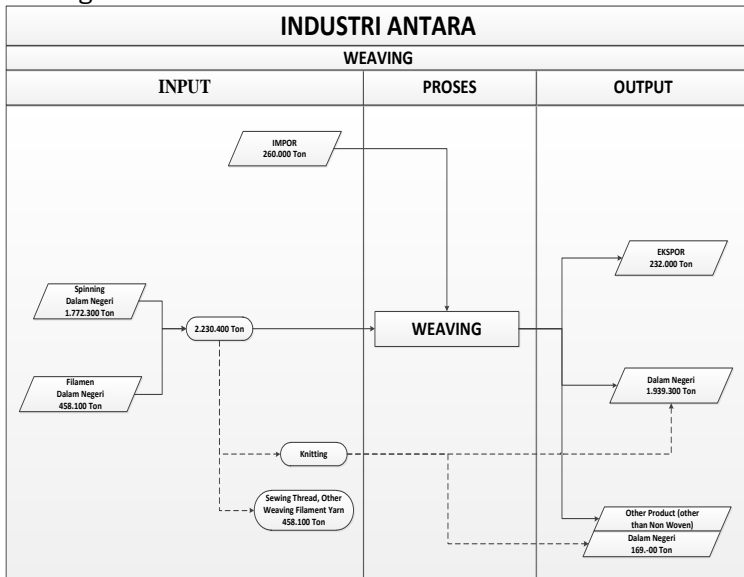 INDUSTRI ANTARA
WEAVING
INPUT
PROSES
OUTPUT
IMPOR
260.000 Ton
EKSPOR
232.000 Ton
Spinning
Dalam Negeri
1.772.300 Ton
2.230.400 Ton
WEAVING
Filamen
Dalam Negeri
458.100 Ton
Dalam Negeri
1.939.300 Ton
Knitting
Sewing Thread, Other
Weaving Filament Yarn
458.100 Ton
Other Product (other
than Non Woven)
Dalam Negeri
169.-00 Ton